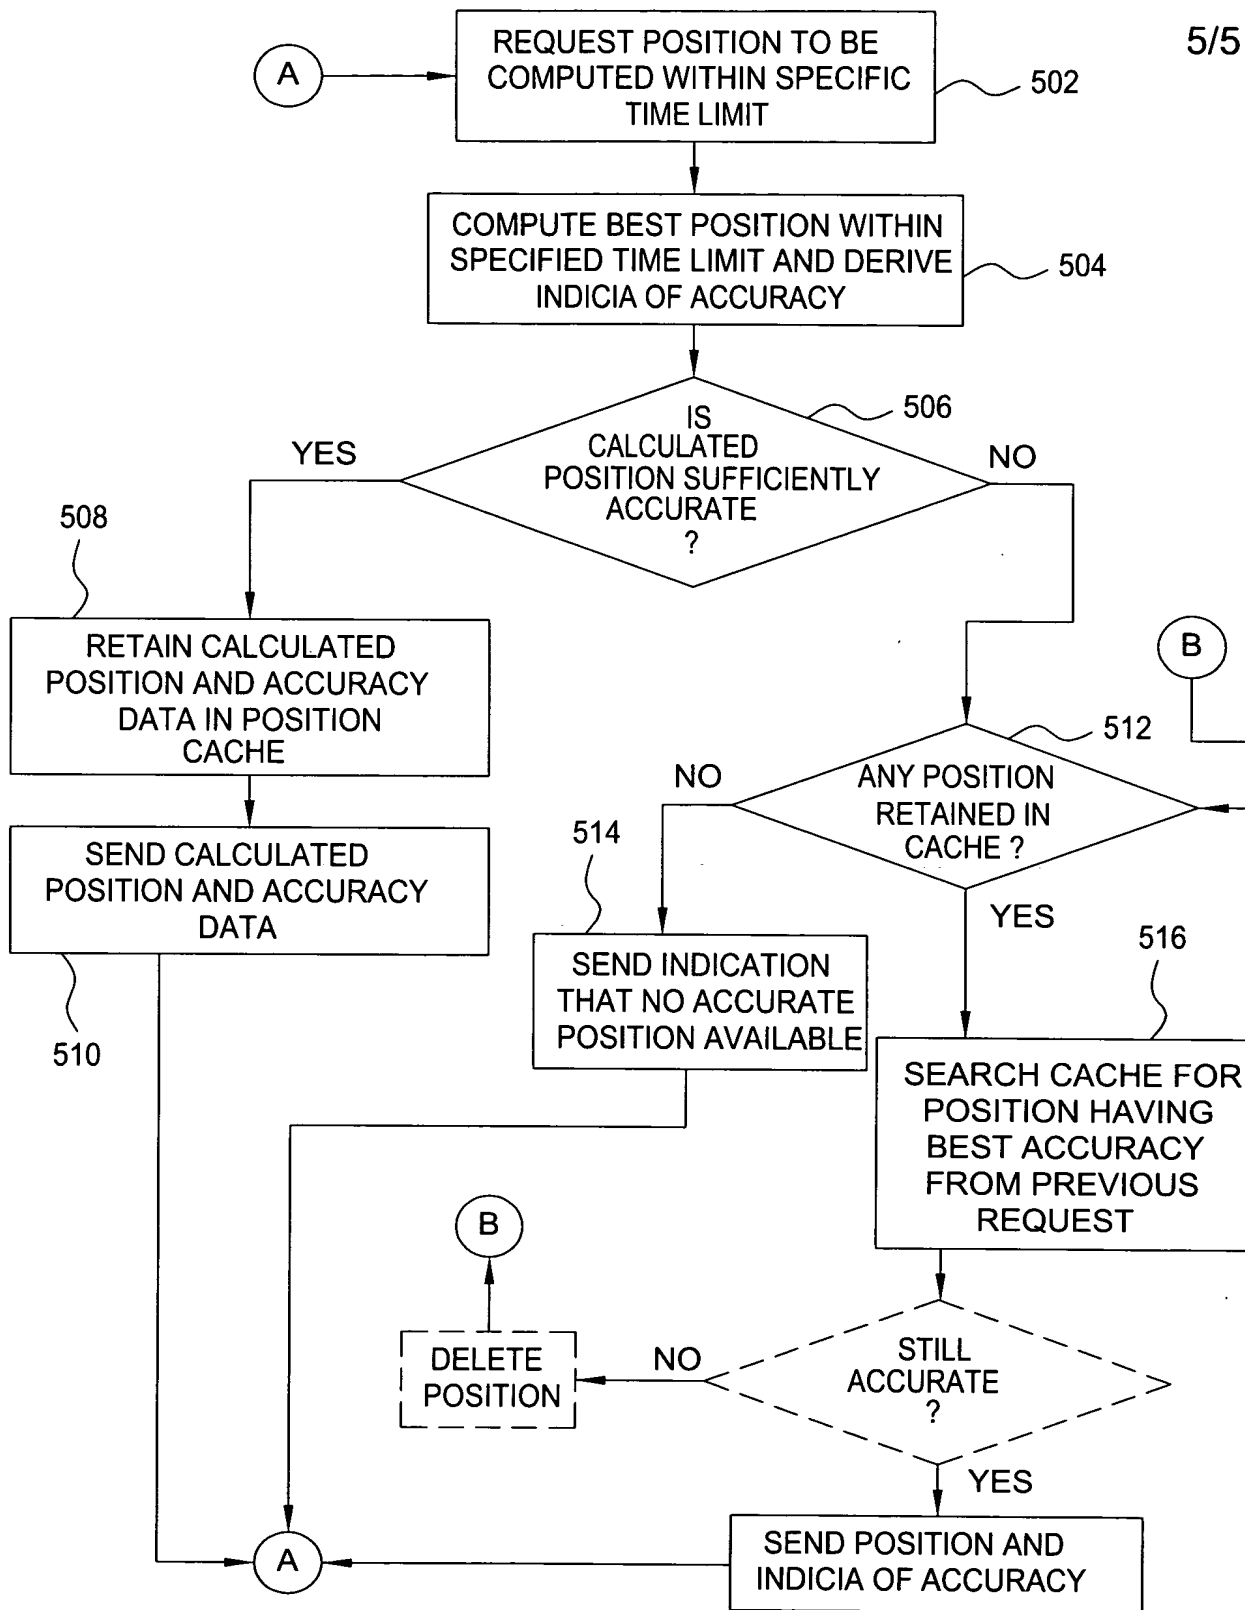 5/5
A
REQUEST POSITION TO BE
COMPUTED WITHIN SPECIFIC
TIME LIMIT
502
COMPUTE BEST POSITION WITHIN
SPECIFIED TIME LIMIT AND DERIVE
INDICIA OF ACCURACY
504
506
IS
CALCULATED
POSITION SUFFICIENTLY
ACCURATE
?
YES
NO
508
RETAIN CALCULATED
POSITION AND ACCURACY
DATA IN POSITION
CACHE
B
512
ANY POSITION
RETAINED IN
CACHE ?
NO
YES
SEND CALCULATED
POSITION AND ACCURACY
DATA
510
514
SEND INDICATION
THAT NO ACCURATE
POSITION AVAILABLE
516
SEARCH CACHE FOR
POSITION HAVING
BEST ACCURACY
FROM PREVIOUS
REQUEST
B
DELETE
POSITION
NO
STILL
ACCURATE
?
YES
A
SEND POSITION AND
INDICIA OF ACCURACY